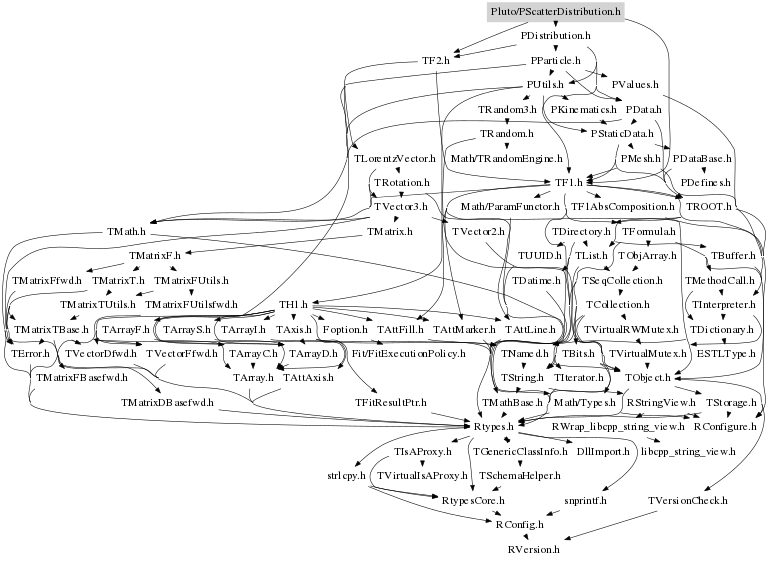 Pluto/PScatterDistribution.h
PDistribution.h
TF2.h
PParticle.h
PUtils.h
PValues.h
TRandom3.h
PKinematics.h
PData.h
TRandom.h
PStaticData.h
TLorentzVector.h
Math/TRandomEngine.h
PMesh.h
PDataBase.h
TRotation.h
TF1.h
PDefines.h
TVector3.h
Math/ParamFunctor.h
TF1AbsComposition.h
TROOT.h
TMath.h
TMatrix.h
TVector2.h
TDirectory.h
TFormula.h
TMatrixF.h
TUUID.h
TList.h
TObjArray.h
TBuffer.h
TMatrixFfwd.h
TMatrixT.h
TMatrixFUtils.h
TDatime.h
TSeqCollection.h
TMethodCall.h
TMatrixTUtils.h
TMatrixFUtilsfwd.h
TH1.h
TCollection.h
TInterpreter.h
TMatrixTBase.h
TArrayF.h
TArrayS.h
TArrayI.h
TAxis.h
Foption.h
TAttFill.h
TAttMarker.h
TAttLine.h
TVirtualRWMutex.h
TDictionary.h
TError.h
TVectorDfwd.h
TVectorFfwd.h
TArrayC.h
TArrayD.h
Fit/FitExecutionPolicy.h
TNamed.h
TBits.h
TVirtualMutex.h
ESTLType.h
TMatrixFBasefwd.h
TArray.h
TAttAxis.h
TString.h
TIterator.h
TObject.h
TMatrixDBasefwd.h
TFitResultPtr.h
TMathBase.h
Math/Types.h
RStringView.h
TStorage.h
Rtypes.h
RWrap_libcpp_string_view.h
RConfigure.h
TIsAProxy.h
TGenericClassInfo.h
DllImport.h
libcpp_string_view.h
strlcpy.h
TVirtualIsAProxy.h
TSchemaHelper.h
RtypesCore.h
snprintf.h
TVersionCheck.h
RConfig.h
RVersion.h